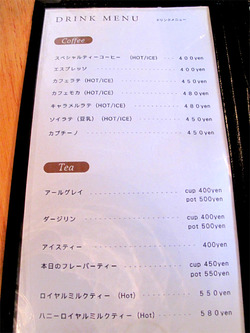 DRINK MENU
Coffee
スペシャルティーコーヒー (HOT/ICE) 400yen
エスプレッソ 400yen
カフェラテ (HOT/ICE) 450yen
カフェモカ (HOT/ICE) 480yen
キャラメルラテ (HOT/ICE) 480yen
ソイラテ (豆乳) (HOT/ICE) 450yen
カプチーノ 450yen
Tea
アールグレイ cup 400yen
pot 500yen
ダージリン cup 400yen
pot 500yen
アイスティー 400yen
本日のフレーバーティー cup 450yen
pot 550yen
ロイヤルミルクティー (Hot) 550yen
ハニーロイヤルミルクティー (Hot) 580yen